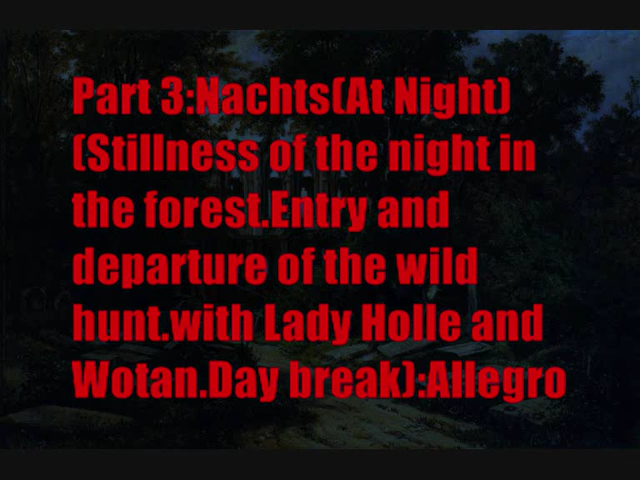 Part 3:Nachts(At Night)
(Stillness of the night in
the forest.Entry and
departure of the wild
hunt.with Lady Holle and
Wotan.Day break):Allegro